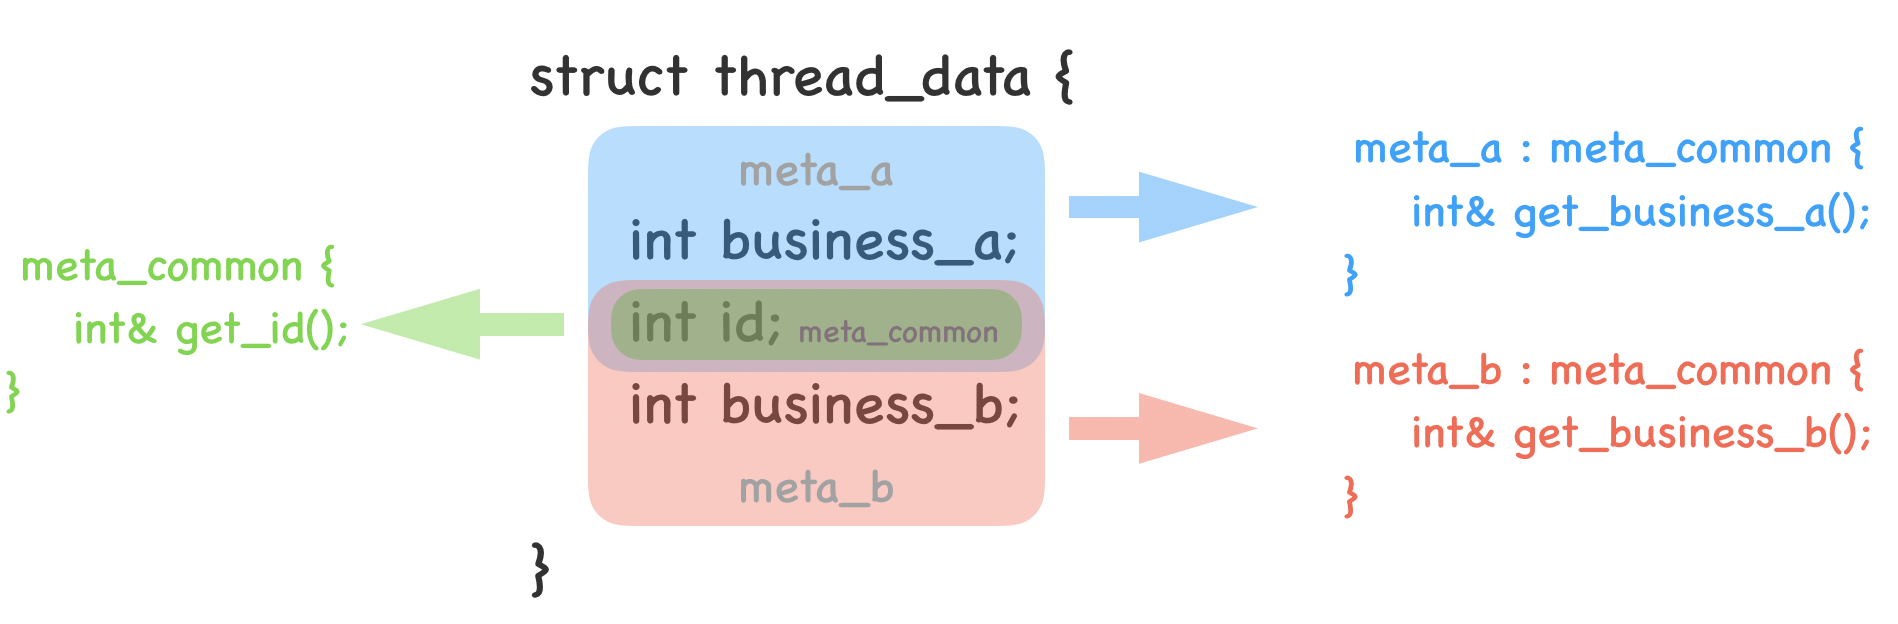 struct thread_data {
meta_a
int business_a;
int id; meta_common
int business_b;
meta_b
}
meta_common {
int& get_id();
}
meta_a : meta_common {
int& get_business_a();
}
meta_b : meta_common {
int& get_business_b();
}